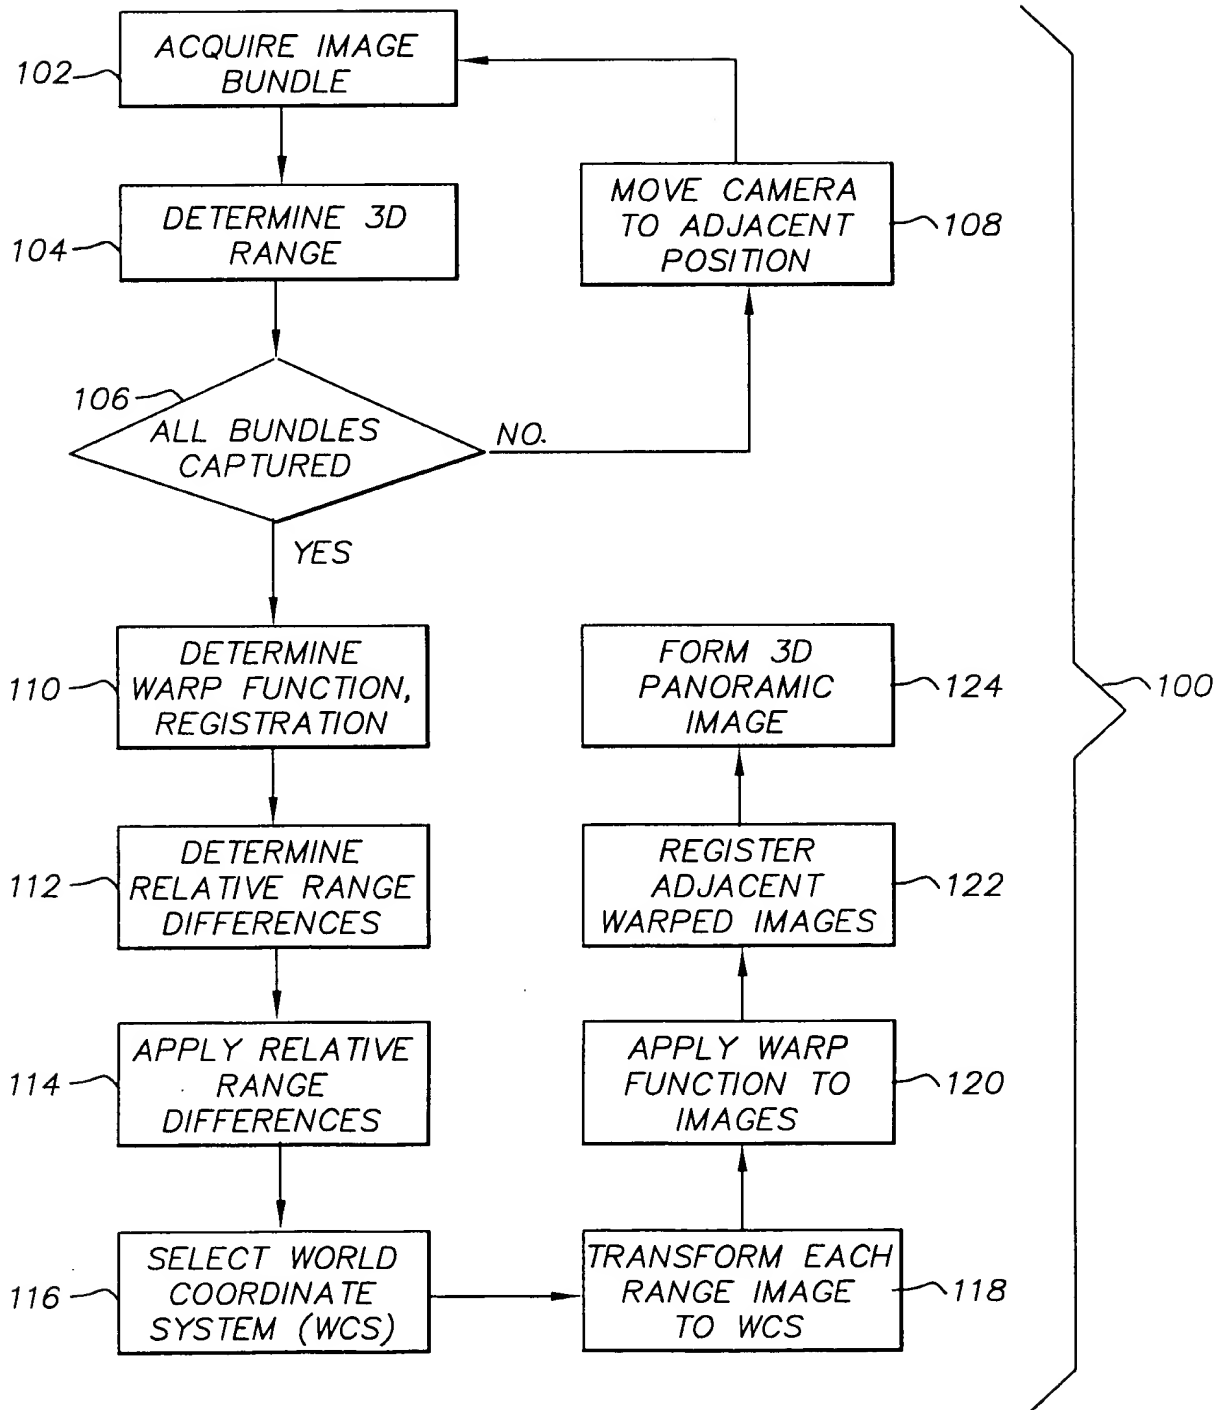 102
ACQUIRE IMAGE
BUNDLE
104
DETERMINE 3D
RANGE
MOVE CAMERA
TO ADJACENT
POSITION
108
106
ALL BUNDLES
CAPTURED
NO.
YES
110
DETERMINE
WARP FUNCTION,
REGISTRATION
112
DETERMINE
RELATIVE RANGE
DIFFERENCES
114
APPLY RELATIVE
RANGE
DIFFERENCES
116
SELECT WORLD
COORDINATE
SYSTEM (WCS)
TRANSFORM EACH
RANGE IMAGE
TO WCS
118
APPLY WARP
FUNCTION TO
IMAGES
120
REGISTER
ADJACENT
WARPED IMAGES
122
FORM 3D
PANORAMIC
IMAGE
124
100